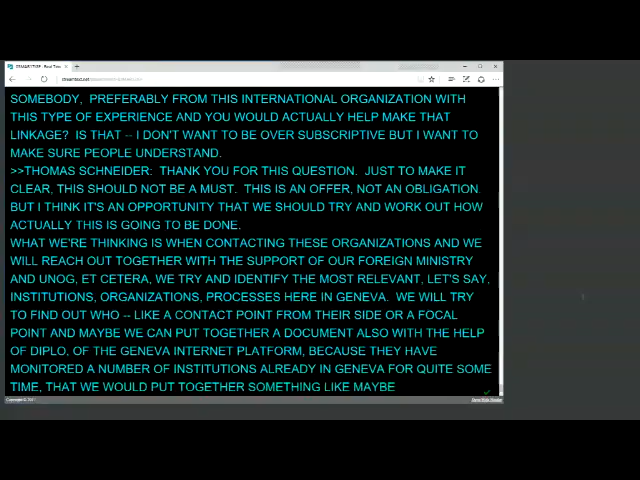 streamtext.net
SOMEBODY, PREFERABLY FROM THIS INTERNATIONAL ORGANIZATION WITH
THIS TYPE OF EXPERIENCE AND YOU WOULD ACTUALLY HELP MAKE THAT
LINKAGE? IS THAT -- I DON'T WANT TO BE OVER SUBSCRIPTIVE BUT I WANT TO
MAKE SURE PEOPLE UNDERSTAND.
>>THOMAS SCHNEIDER: THANK YOU FOR THIS QUESTION. JUST TO MAKE IT
CLEAR, THIS SHOULD NOT BE A MUST. THIS IS AN OFFER, NOT AN OBLIGATION.
BUT I THINK IT'S AN OPPORTUNITY THAT WE SHOULD TRY AND WORK OUT HOW
ACTUALLY THIS IS GOING TO BE DONE.
WHAT WE'RE THINKING IS WHEN CONTACTING THESE ORGANIZATIONS AND WE
WILL REACH OUT TOGETHER WITH THE SUPPORT OF OUR FOREIGN MINISTRY
AND UNOG, ET CETERA, WE TRY AND IDENTIFY THE MOST RELEVANT, LET'S SAY,
INSTITUTIONS, ORGANIZATIONS, PROCESSES HERE IN GENEVA. WE WILL TRY
TO FIND OUT WHO -- LIKE A CONTACT POINT FROM THEIR SIDE OR A FOCAL
POINT AND MAYBE WE CAN PUT TOGETHER A DOCUMENT ALSO WITH THE HELP
OF DIPLO, OF THE GENEVA INTERNET PLATFORM, BECAUSE THEY HAVE
MONITORED A NUMBER OF INSTITUTIONS ALREADY IN GENEVA FOR QUITE SOME
TIME, THAT WE WOULD PUT TOGETHER SOMETHING LIKE MAYBE